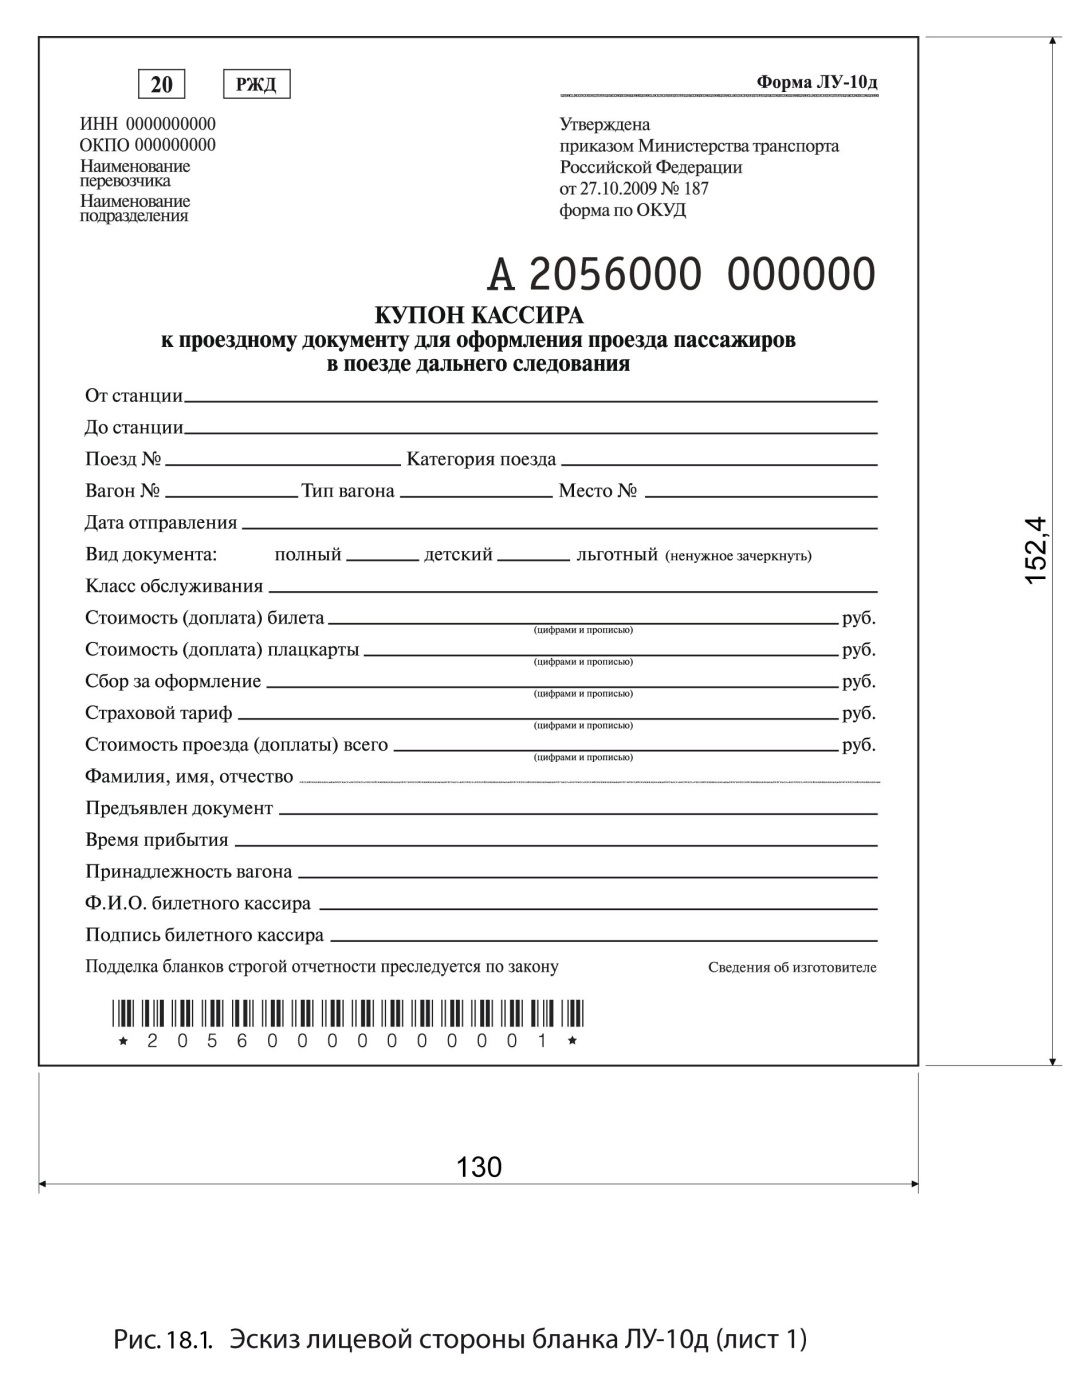 20 РЖД Форма ЛУ-10д
ИНН 0000000000
ОКПО 000000000
Наименование
перевозчика
Наименование
подразделения
Утверждена
приказом Министерства транспорта
Российской Федерации
от 27.10.2009 № 187
форма по ОКУД
А 2056000 000000
КУПОН КАССИРА
к проездному документу для оформления проезда пассажиров
в поезде дальнего следования
От станции
До станции
Поезд № Категория поезда
Вагон № Тип вагона Место №
Дата отправления
Вид документа: полный детский льготный (ненужное зачеркнуть)
Класс обслуживания
Стоимость (доплата) билета руб.
(цифрами и прописью)
Стоимость (доплата) плацкарты руб.
(цифрами и прописью)
Сбор за оформление руб.
(цифрами и прописью)
Страховой тариф руб.
(цифрами и прописью)
Стоимость проезда (доплаты) всего руб.
(цифрами и прописью)
Фамилия, имя, отчество
Предъявлен документ
Время прибытия
Принадлежность вагона
Ф.И.О. билетного кассира
Подпись билетного кассира
Подделка бланков строгой отчетности преследуется по закону Сведения об изготовителе
* 2 0 5 6 0 0 0 0 0 0 0 0 0 1 *
152,4
130
Рис. 18.1. Эскиз лицевой стороны бланка ЛУ-10д (лист 1)